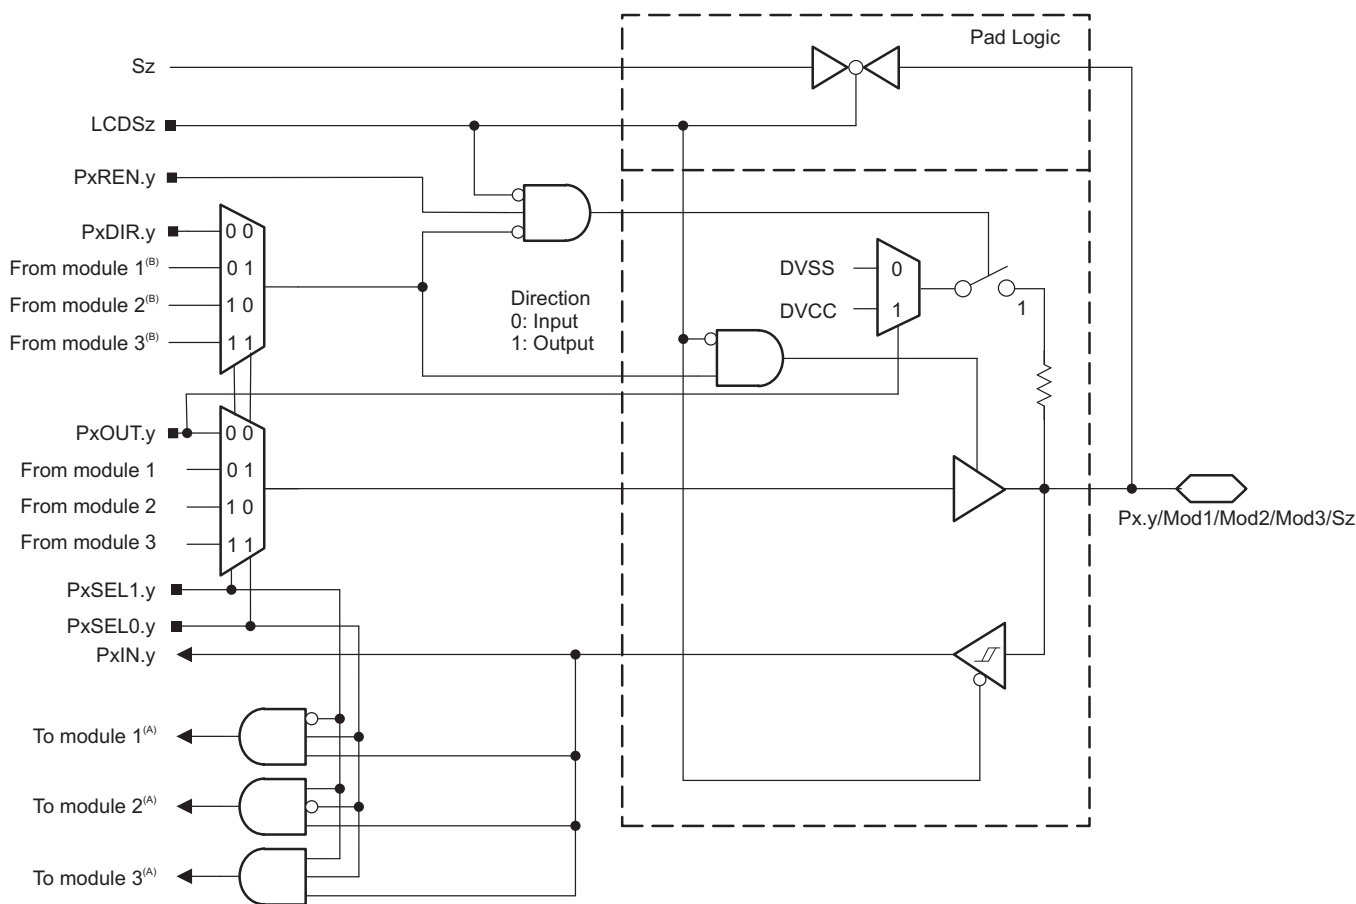 Pad Logic
Sz
LCDSz
PxREN.y
PxDIR.y
0 0
From module 1(B)
0 1
From module 2(B)
1 0
From module 3(B)
1 1
Direction
0: Input
1: Output
DVSS
0
DVCC
1
1
PxOUT.y
0 0
From module 1
0 1
From module 2
1 0
From module 3
1 1
Px.y/Mod1/Mod2/Mod3/Sz
PxSEL1.y
PxSEL0.y
PxIN.y
To module 1(A)
To module 2(A)
To module 3(A)